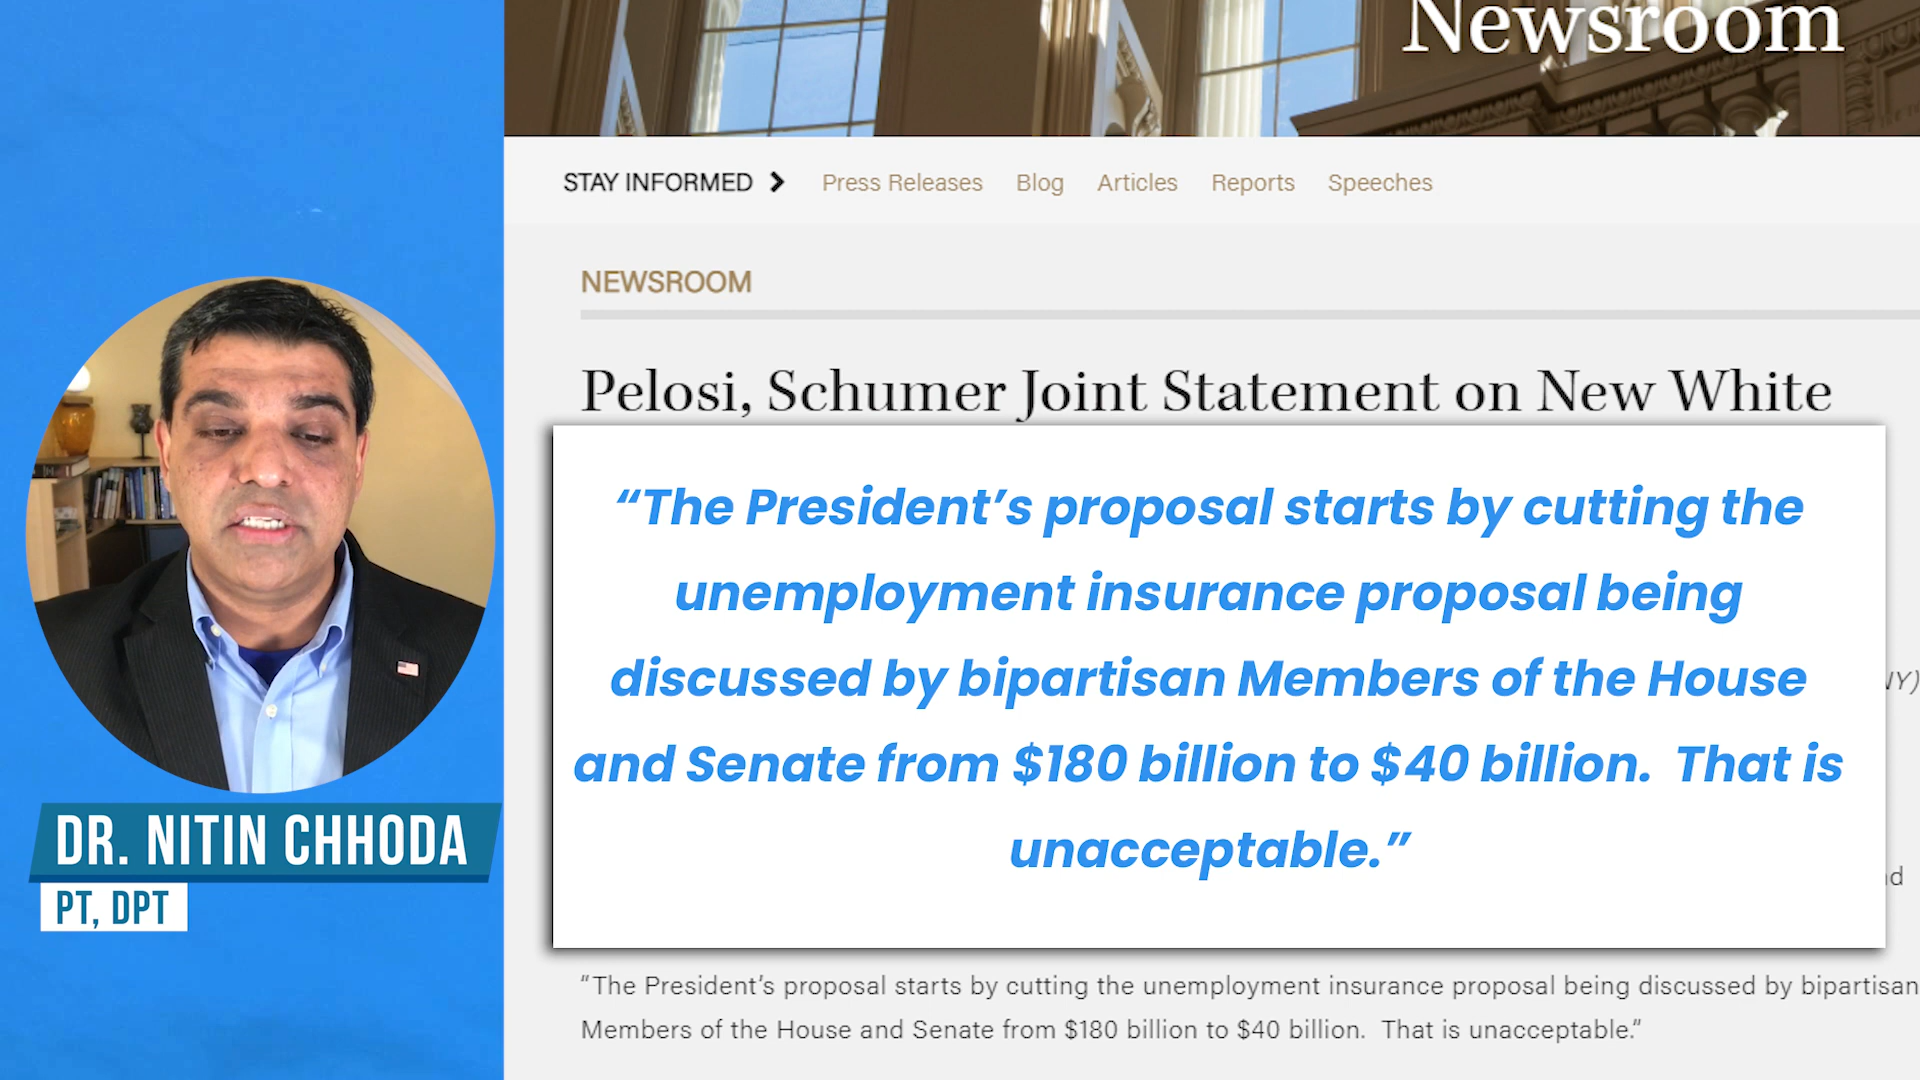 Newsroom
STAY INFORMED
Press Releases Blog Articles Reports Speeches
NEWSROOM
Pelosi, Schumer Joint Statement on New White
“The President’s proposal starts by cutting the
unemployment insurance proposal being
discussed by bipartisan Members of the House
and Senate from $180 billion to $40 billion.  That is
unacceptable.”
NY)
“The President’s proposal starts by cutting the unemployment insurance proposal being discussed by bipartisan
Members of the House and Senate from $180 billion to $40 billion.  That is unacceptable.”
DR. NITIN CHHODA
PT, DPT